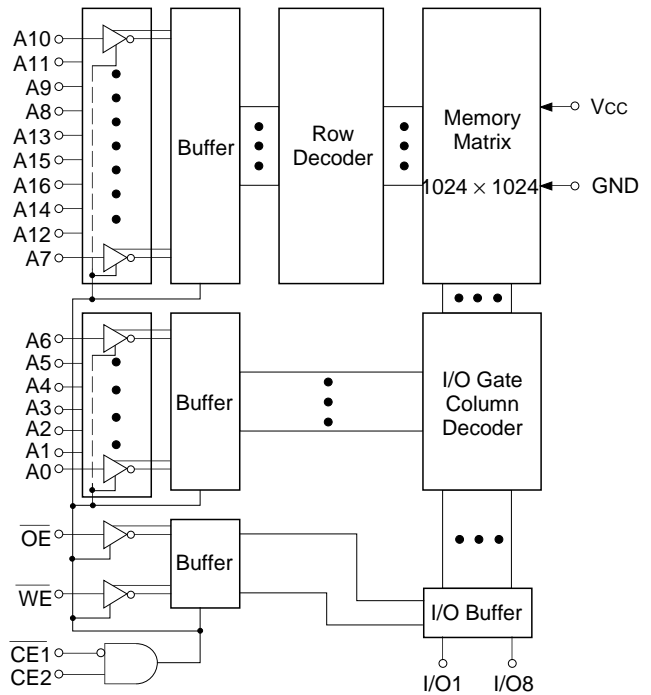 A10
A11
A9
A8
A13
A15
A16
A14
A12
A7
Buffer
Row
Decoder
Memory
Matrix
1024 × 1024
VCC
GND
A6
A5
A4
A3
A2
A1
A0
Buffer
I/O Gate
Column
Decoder
OE
WE
Buffer
I/O Buffer
CE1
CE2
I/O1 I/O8